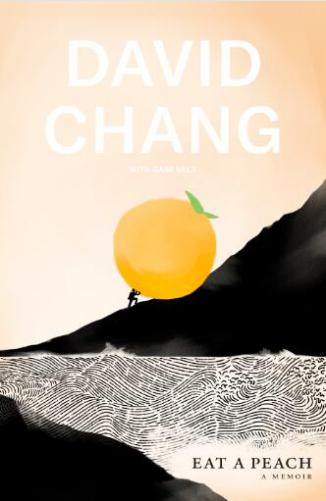 DAVID
CHANG
WITH GABE ULLA
EAT A PEACH
A MEMOIR